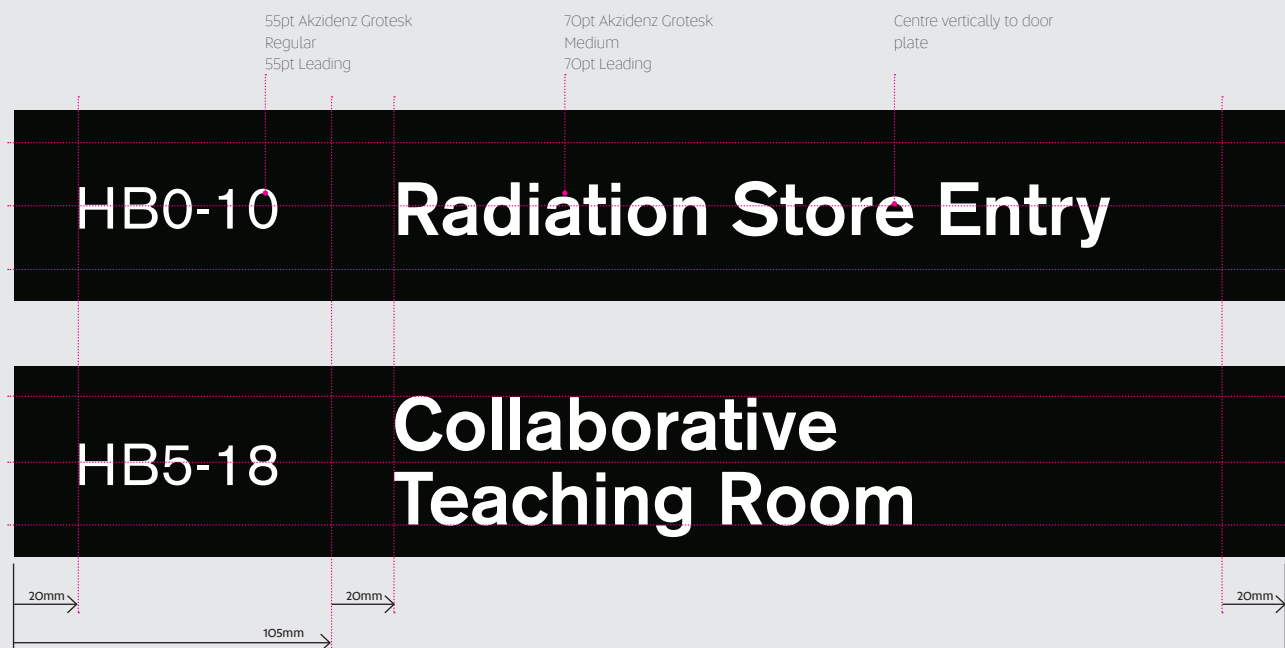 55pt Akzidenz Grotesk
Regular
55pt Leading
70pt Akzidenz Grotesk
Medium
70pt Leading
Centre vertically to door
plate
HB0-10
Radiation Store Entry
HB5-18
Collaborative
Teaching Room
20mm
20mm
20mm
105mm